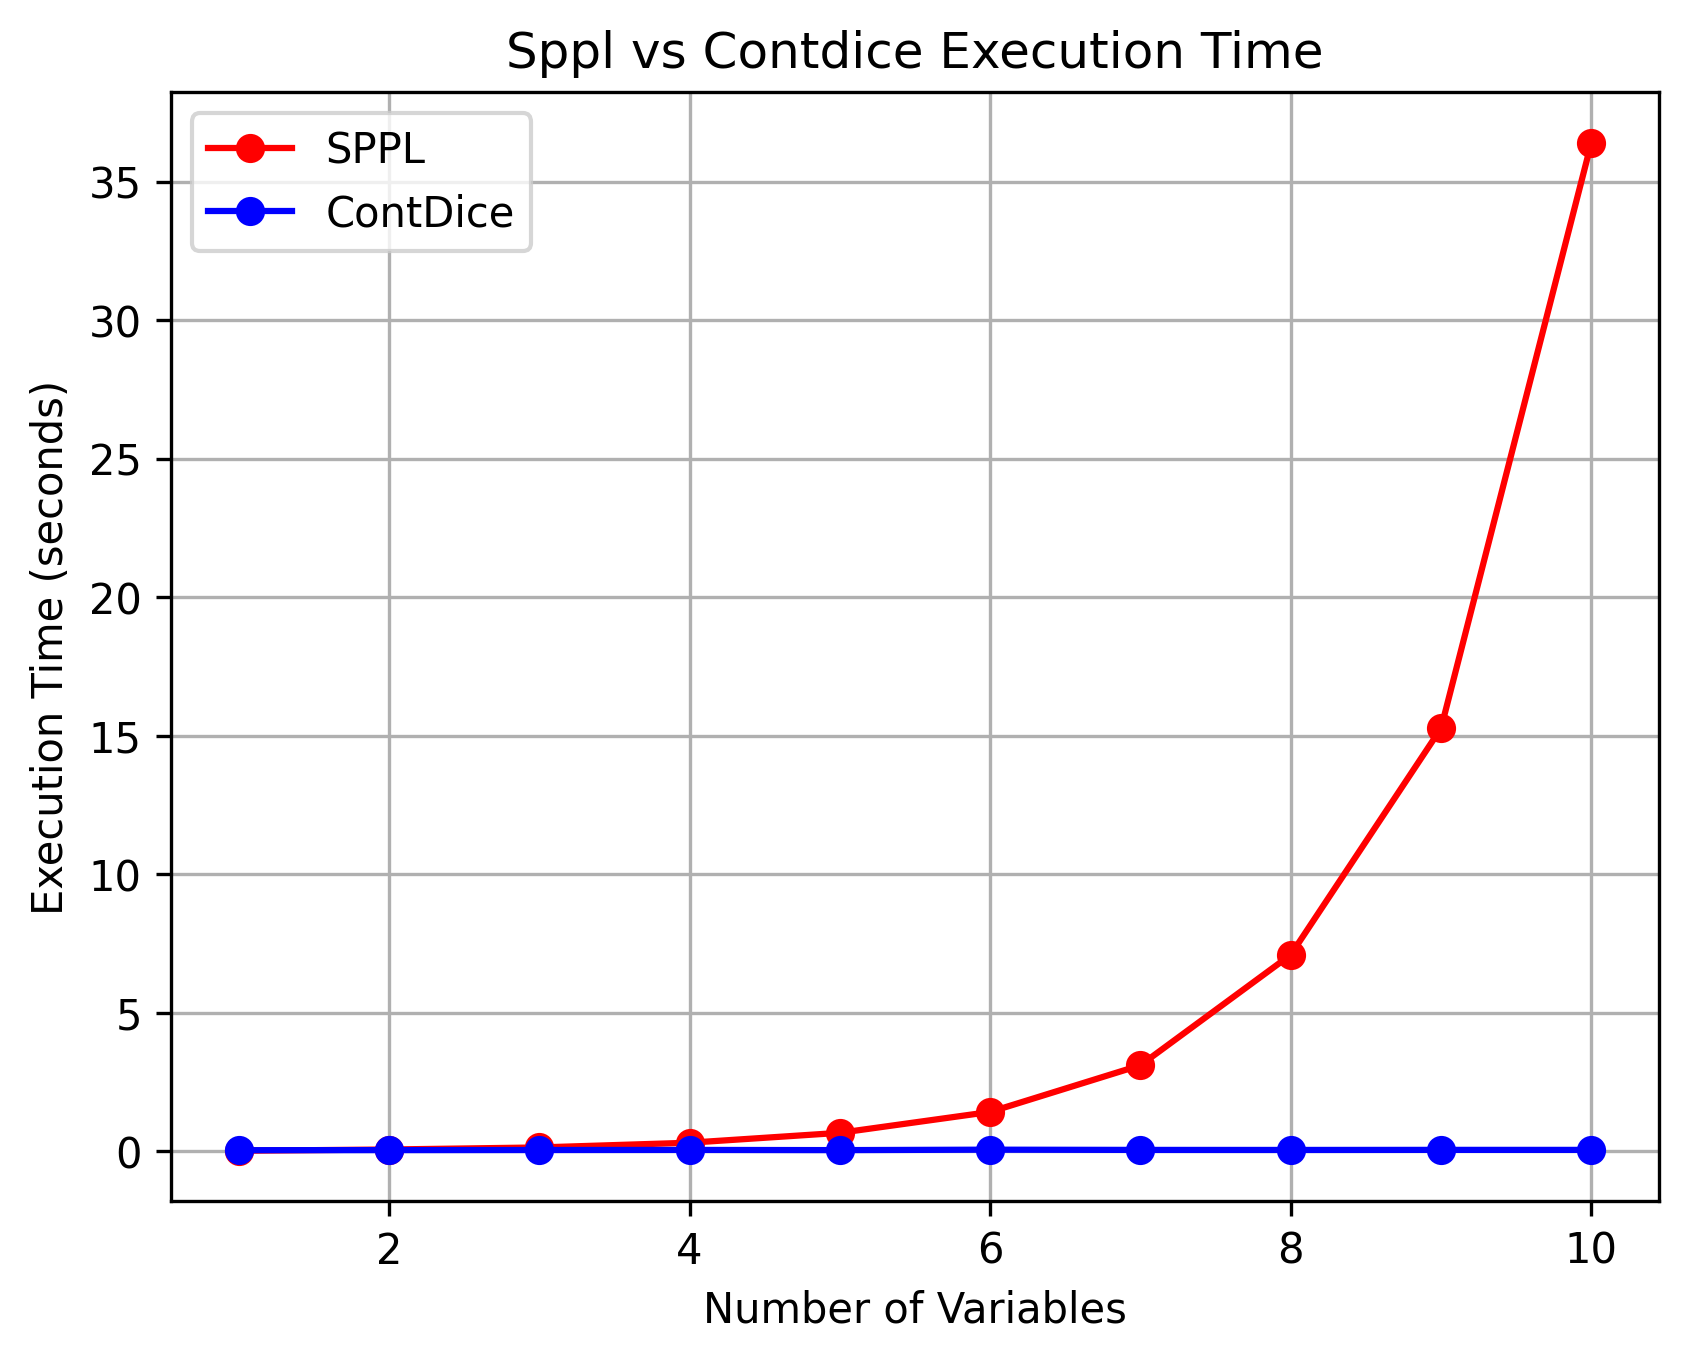 Sppl vs Contdice Execution Time
SPPL
ContDice
Execution Time (seconds)
35
30
25
20
15
10
5
0
2 4 6 8 10
Number of Variables